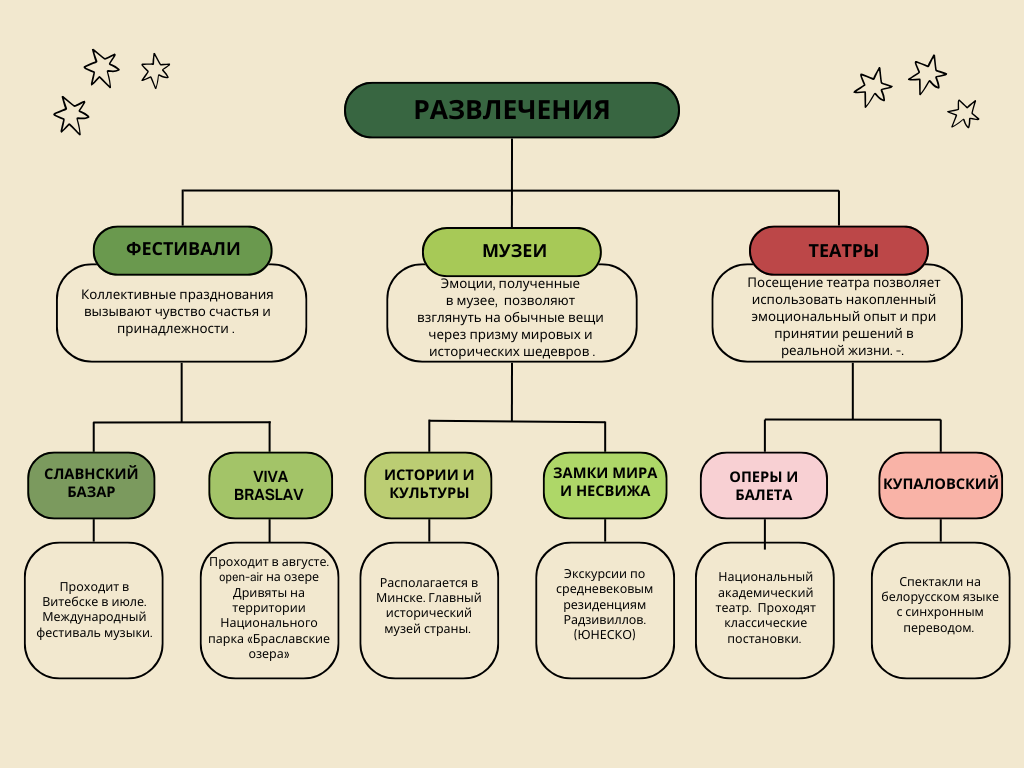 РАЗВЛЕЧЕНИЯ
ФЕСТИВАЛИ
Коллективные празднования
вызывают чувство счастья и
принадлежности .
МУЗЕИ
Эмоции, полученные
в музее, позволяют
взглянуть на обычные вещи
через призму мировых и
исторических шедевров .
ТЕАТРЫ
Посещение театра позволяет
использовать накопленный
эмоциональный опыт и при
принятии решений в
реальной жизни. -.
СЛАВНСКИЙ
БАЗАР
Проходит в
Витебске в июле.
Международный
фестиваль музыки.
VIVA
BRASLAV
Проходит в августе.
open-air на озере
Дривяты на
территории
Национального
парка «Браславские
озера»
ИСТОРИИ И
КУЛЬТУРЫ
Располагается в
Минске. Главный
исторический
музей страны.
ЗАМКИ МИРА
И НЕСВИЖА
Экскурсии по
средневековым
резиденциям
Радзивиллов.
(ЮНЕСКО)
ОПЕРЫ И
БАЛЕТА
Национальный
академический
театр. Проходят
классические
постановки.
КУПАЛОВСКИЙ
Спектакли на
белорусском языке
с синхронным
переводом.